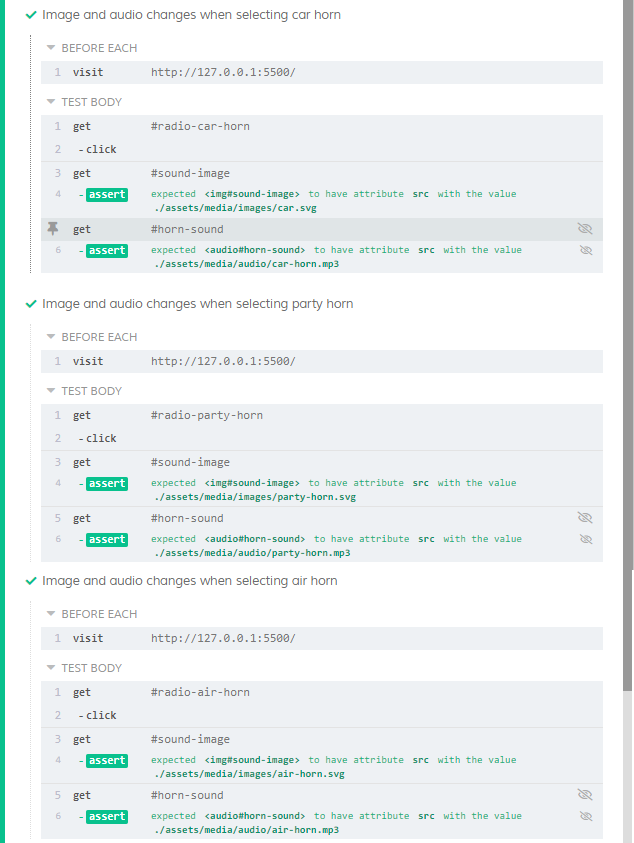 Image and audio changes when selecting car horn
BEFORE EACH
1 visit http://127.0.0.1:5500/
TEST BODY
1 get #radio-car-horn
2 -click
3 get #sound-image
4 -assert expected <img#sound-image> to have attribute src with the value
./assets/media/images/car.svg
get #horn-sound
6 -assert expected <audio#horn-sound> to have attribute src with the value
./assets/media/audio/car-horn.mp3
Image and audio changes when selecting party horn
BEFORE EACH
1 visit http://127.0.0.1:5500/
TEST BODY
1 get #radio-party-horn
2 -click
3 get #sound-image
4 -assert expected <img#sound-image> to have attribute src with the value
./assets/media/images/party-horn.svg
5 get #horn-sound
6 -assert expected <audio#horn-sound> to have attribute src with the value
./assets/media/audio/party-horn.mp3
Image and audio changes when selecting air horn
BEFORE EACH
1 visit http://127.0.0.1:5500/
TEST BODY
1 get #radio-air-horn
2 -click
3 get #sound-image
4 -assert expected <img#sound-image> to have attribute src with the value
./assets/media/images/air-horn.svg
5 get #horn-sound
6 -assert expected <audio#horn-sound> to have attribute src with the value
./assets/media/audio/air-horn.mp3